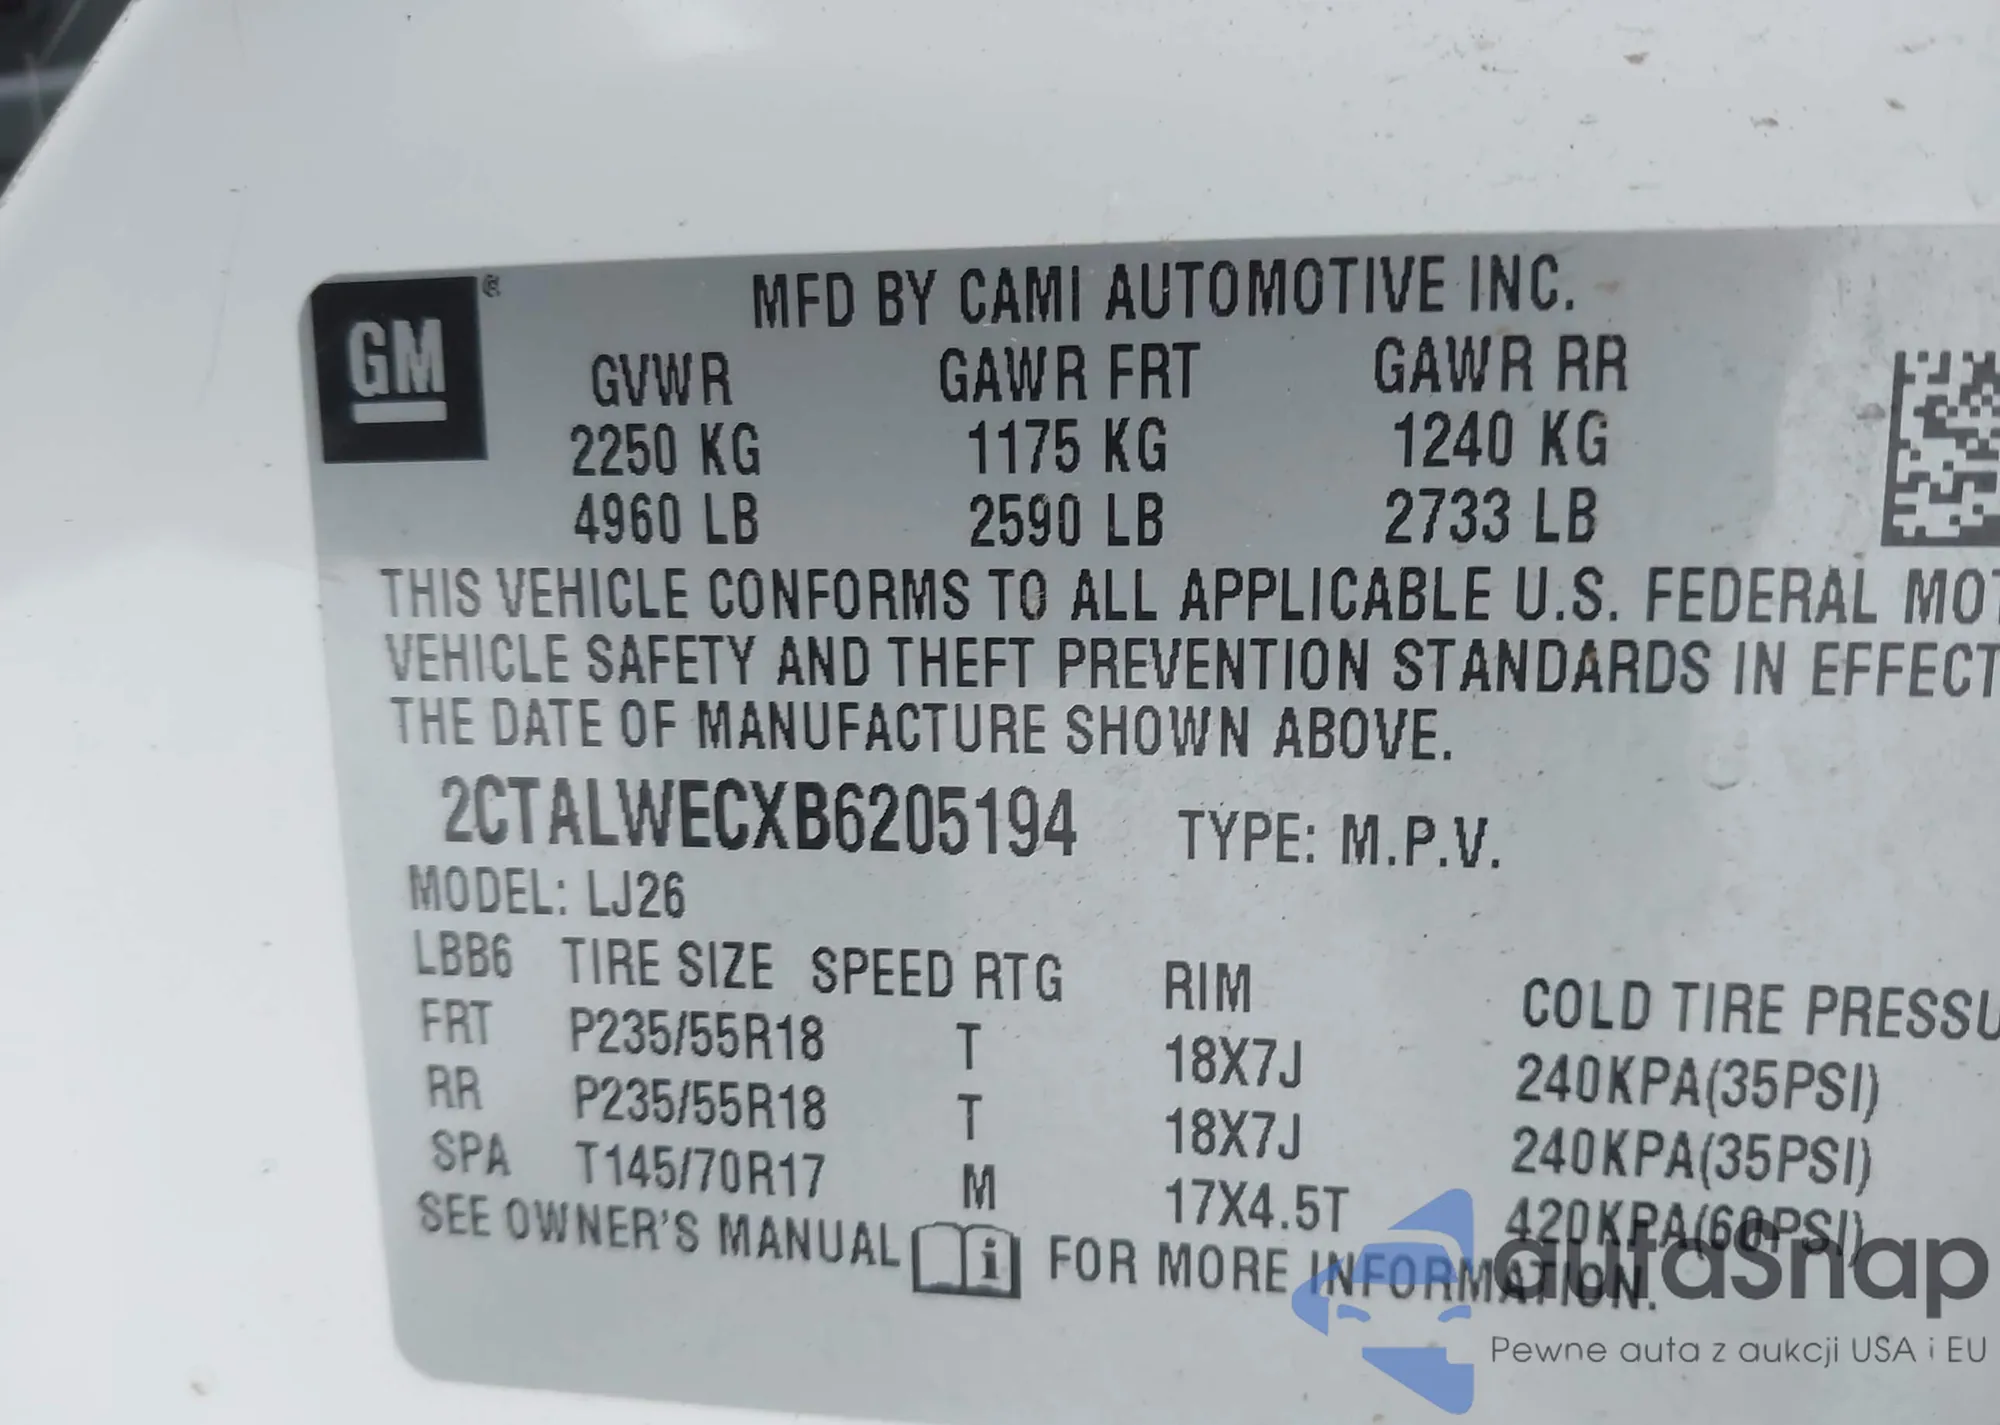 GM ®
MFD BY CAMI AUTOMOTIVE INC.
GVWR GAWR FRT GAWR RR
2250 KG 1175 KG 1240 KG
4960 LB 2590 LB 2733 LB
THIS VEHICLE CONFORMS TO ALL APPLICABLE U.S. FEDERAL MOT
VEHICLE SAFETY AND THEFT PREVENTION STANDARDS IN EFFECT
THE DATE OF MANUFACTURE SHOWN ABOVE.
2CTALWECXB6205194 TYPE: M.P.V.
MODEL: LJ26
LBB6 TIRE SIZE SPEED RTG RIM COLD TIRE PRESSU
FRT P235/55R18 T 18X7J 240KPA(35PSI)
RR P235/55R18 T 18X7J 240KPA(35PSI)
SPA T145/70R17 M 17X4.5T 420KPA(60PSI)
SEE OWNER'S MANUAL i FOR MORE INFORMATION.
autaSnap
Pewne auta z aukcji USA i EU